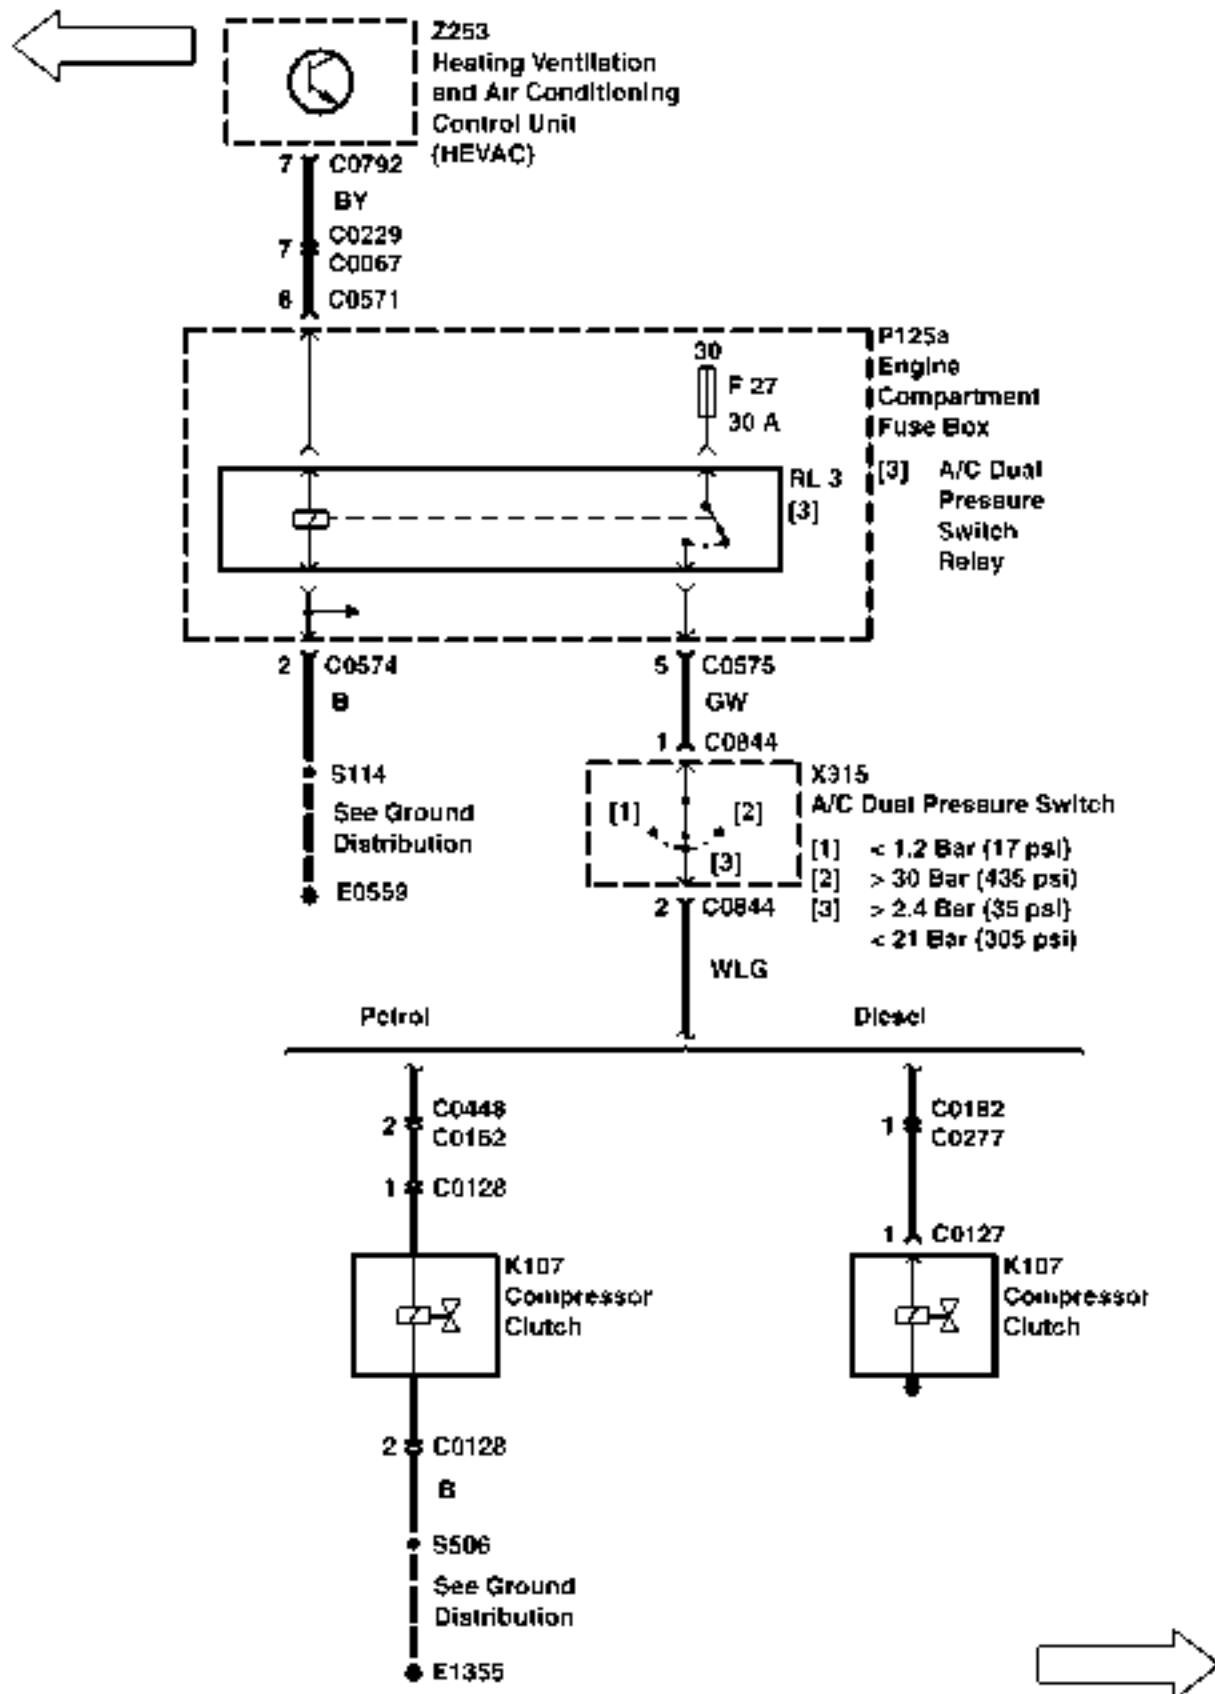 Z253
Heating Ventilation
and Air Conditioning
Control Unit
(HEVAC)
7 C0792
BY
7 C0229
C0067
6 C0571
P125a
Engine
Compartment
Fuse Box
30
F 27
30 A
RL 3
[3]
[3] A/C Dual
Pressure
Switch
Relay
2 C0574
B
5 C0575
GW
1 C0844
S114
See Ground
Distribution
E0559
X315
A/C Dual Pressure Switch
[1] [2]
[3]
[1] < 1.2 Bar (17 psi)
[2] > 30 Bar (435 psi)
[3] > 2.4 Bar (35 psi)
< 21 Bar (305 psi)
2 C0844
WLG
Petrol Diesel
2 C0448
C0162
1 C0128
1 C0182
C0277
1 C0127
K107
Compressor
Clutch
K107
Compressor
Clutch
2 C0128
B
S506
See Ground
Distribution
E1355